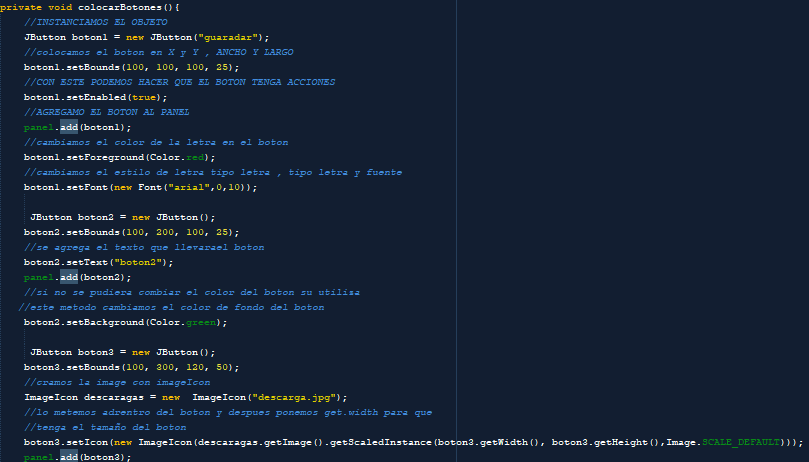 private void colocarBotones(){
//INSTANCIAMOS EL OBJETO
JButton boton1 = new JButton("guaradar");
//colocamos el boton en X y Y , ANCHO Y LARGO
boton1.setBounds(100, 100, 100, 25);
//CON ESTE PODEMOS HACER QUE EL BOTON TENGA ACCIONES
boton1.setEnabled(true);
//AGREGAMO EL BOTON AL PANEL
panel.add(boton1);
//cambiamos el color de la letra en el boton
boton1.setForeground(Color.red);
//cambiamos el estilo de letra tipo letra , tipo letra y fuente
boton1.setFont(new Font("arial",0,10));
JButton boton2 = new JButton();
boton2.setBounds(100, 200, 100, 25);
//se agrega el texto que llevarael boton
boton2.setText("boton2");
panel.add(boton2);
//si no se pudiera combiar el color del boton su utilisa
//este metodo cambiamos el color de fondo del boton
boton2.setBackground(Color.green);
JButton boton3 = new JButton();
boton3.setBounds(100, 300, 120, 50);
//cramos la image con imageIcon
ImageIcon descaragas = new  ImageIcon("descarga.jpg");
//lo metemos adrentro del boton y despues ponemos get.width para que
//tenga el tamaño del boton
boton3.setIcon(new ImageIcon(descaragas.getImage().getScaledInstance(boton3.getWidth(), boton3.getHeight(),Image.SCALE_DEFAULT)));
panel.add(boton3);